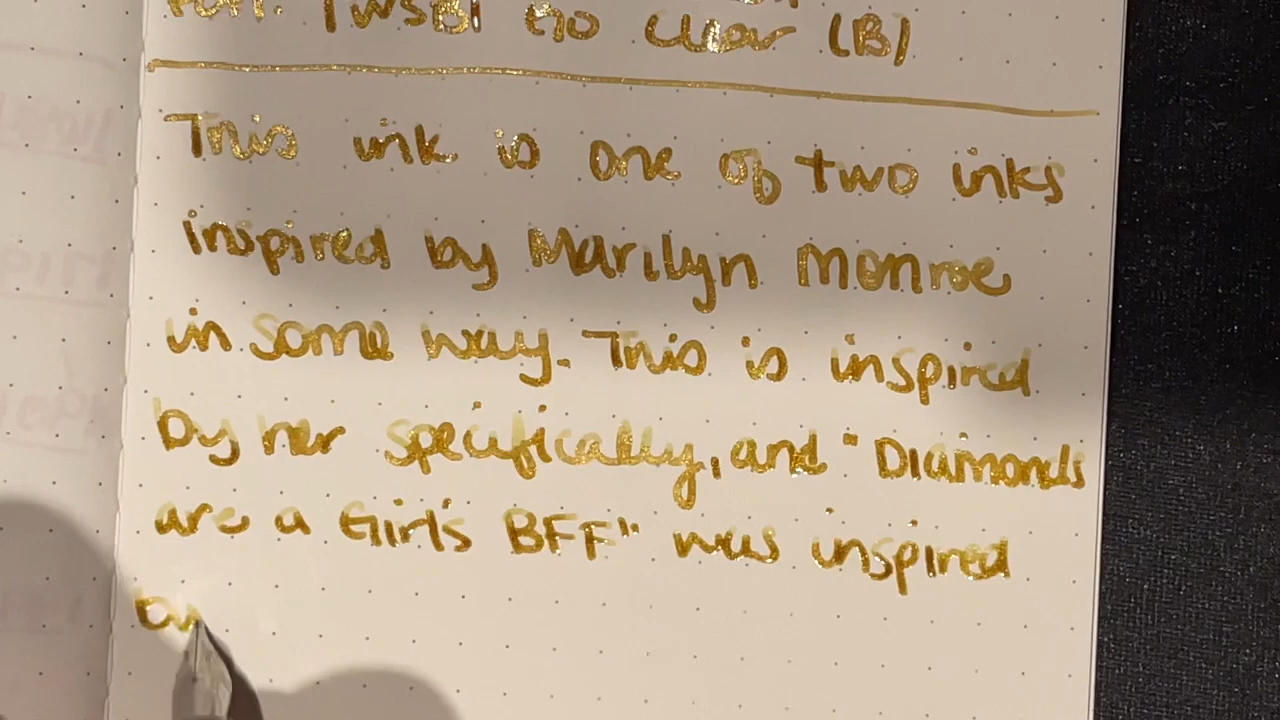 TWSBI GO Clear (B)
This ink is one of two inks
inspired by Marilyn Monroe
in some way. This is inspired
by her specifically, and "Diamonds
are a Girl's BFF" was inspired